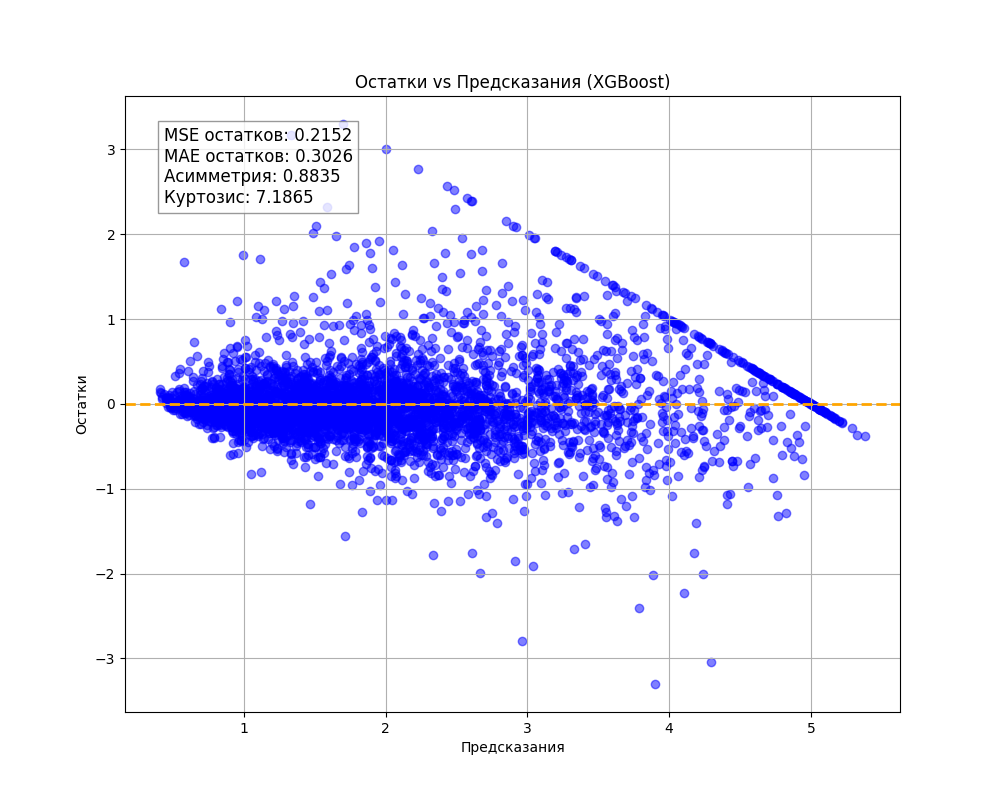 Остатки vs Предсказания (XGBoost)
MSE остатков: 0.2152
MAE остатков: 0.3026
Асимметрия: 0.8835
Куртозис: 7.1865
3
2
1
0
−1
−2
−3
Остатки
1 2 3 4 5
Предсказания